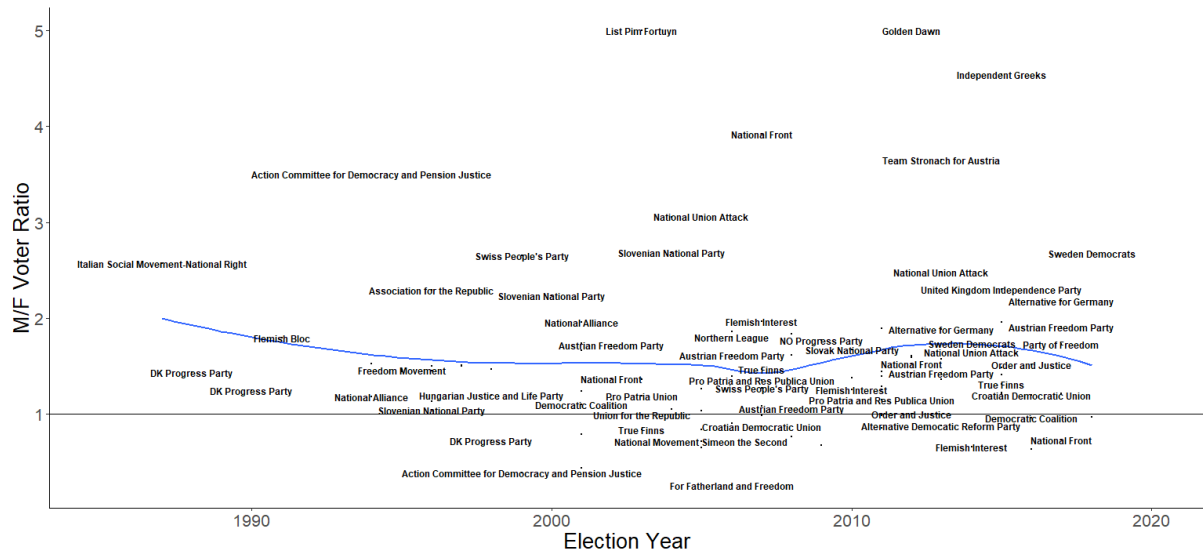 5
List Pim Fortuyn
Golden Dawn
Independent Greeks
4
National Front
Team Stronach for Austria
Action Committee for Democracy and Pension Justice
3
National Union Attack
Slovenian National Party
Swiss People's Party
Sweden Democrats
Italian Social Movement-National Right
National Union Attack
Association for the Republic
United Kingdom Independence Party
Slovenian National Party
Alternative for Germany
2
National Alliance
Flemish Interest
Alternative for Germany
Austrian Freedom Party
Flemish Bloc
Northern League
NO Progress Party
Austrian Freedom Party
Sweden Democrats
Party of Freedom
Slovak National Party
National Union Attack
Austrian Freedom Party
National Front
Order and Justice
DK Progress Party
Freedom Movement
True Finns
Austrian Freedom Party
National Front
Pro Patria and Res Publica Union
True Finns
DK Progress Party
Swiss People's Party
Flemish Interest
National Alliance
Hungarian Justice and Life Party
Pro Patria Union
Croatian Democratic Union
Pro Patria and Res Publica Union
Democratic Coalition
Slovenian National Party
Austrian Freedom Party
1
Union for the Republic
Order and Justice
Democratic Coalition
True Finns
Croatian Democratic Union
Alternative Democatic Reform Party
DK Progress Party
National Movement Simeon the Second
National Front
Flemish Interest
Action Committee for Democracy and Pension Justice
For Fatherland and Freedom
M/F Voter Ratio
1990
2000
2010
2020
Election Year